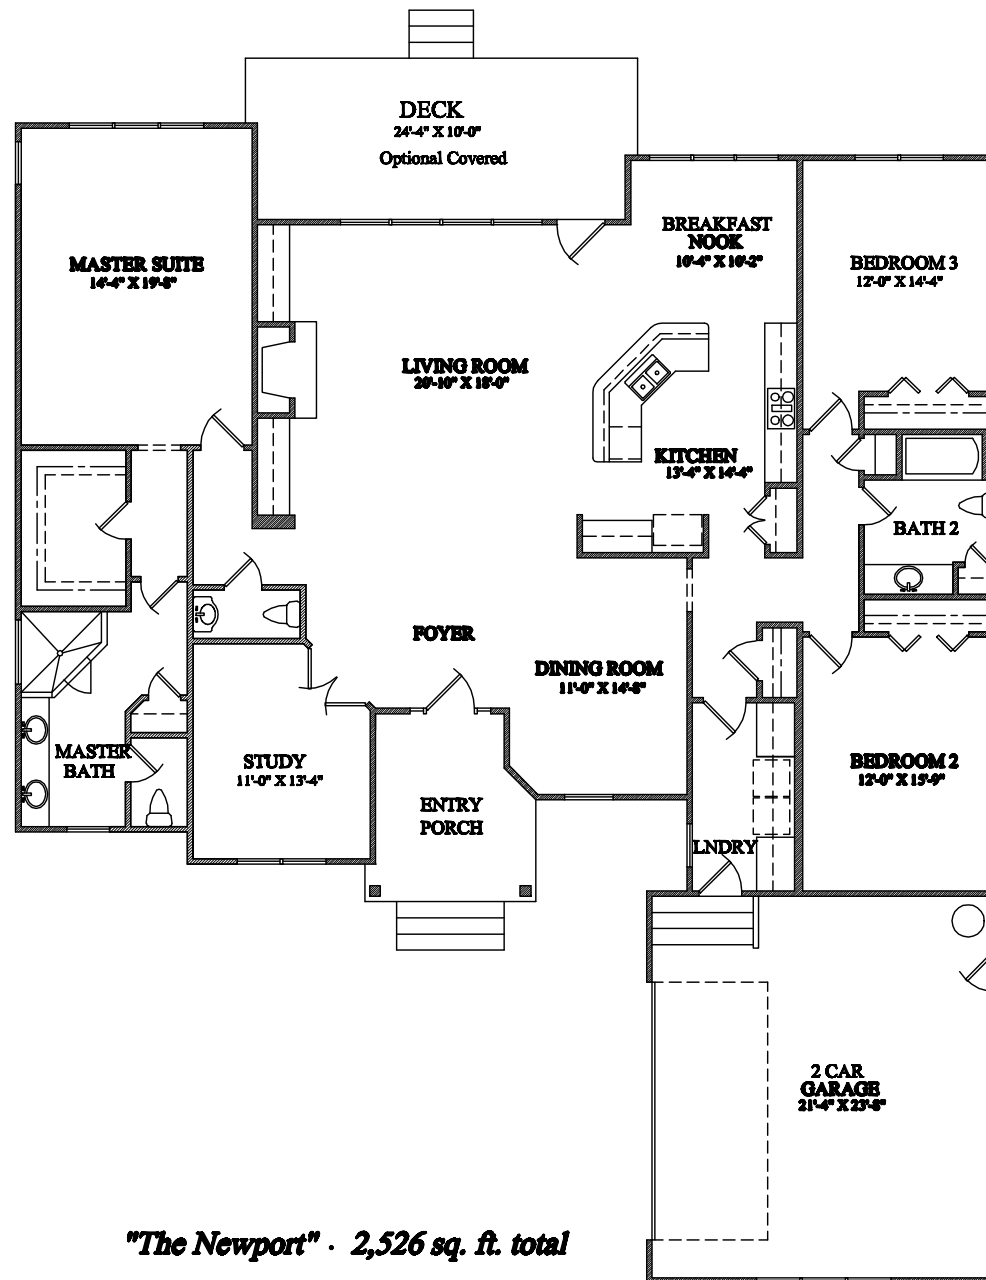 DECK
24'-4" X 10'-0"
Optional Covered
BREAKFAST
NOOK
10'-4" X 10'-2"
MASTER SUITE
14'-4" X 19'-8"
BEDROOM 3
12'-0" X 14'-4"
LIVING ROOM
20'-10" X 18'-0"
KITCHEN
13'-4" X 14'-4"
BATH 2
FOYER
DINING ROOM
11'-0" X 14'-8"
MASTER
BATH
STUDY
11'-0" X 13'-4"
BEDROOM 2
12'-0" X 15'-9"
ENTRY
PORCH
LNDRY
2 CAR
GARAGE
21'-4" X 23'-8"
"The Newport" · 2,526 sq. ft. total